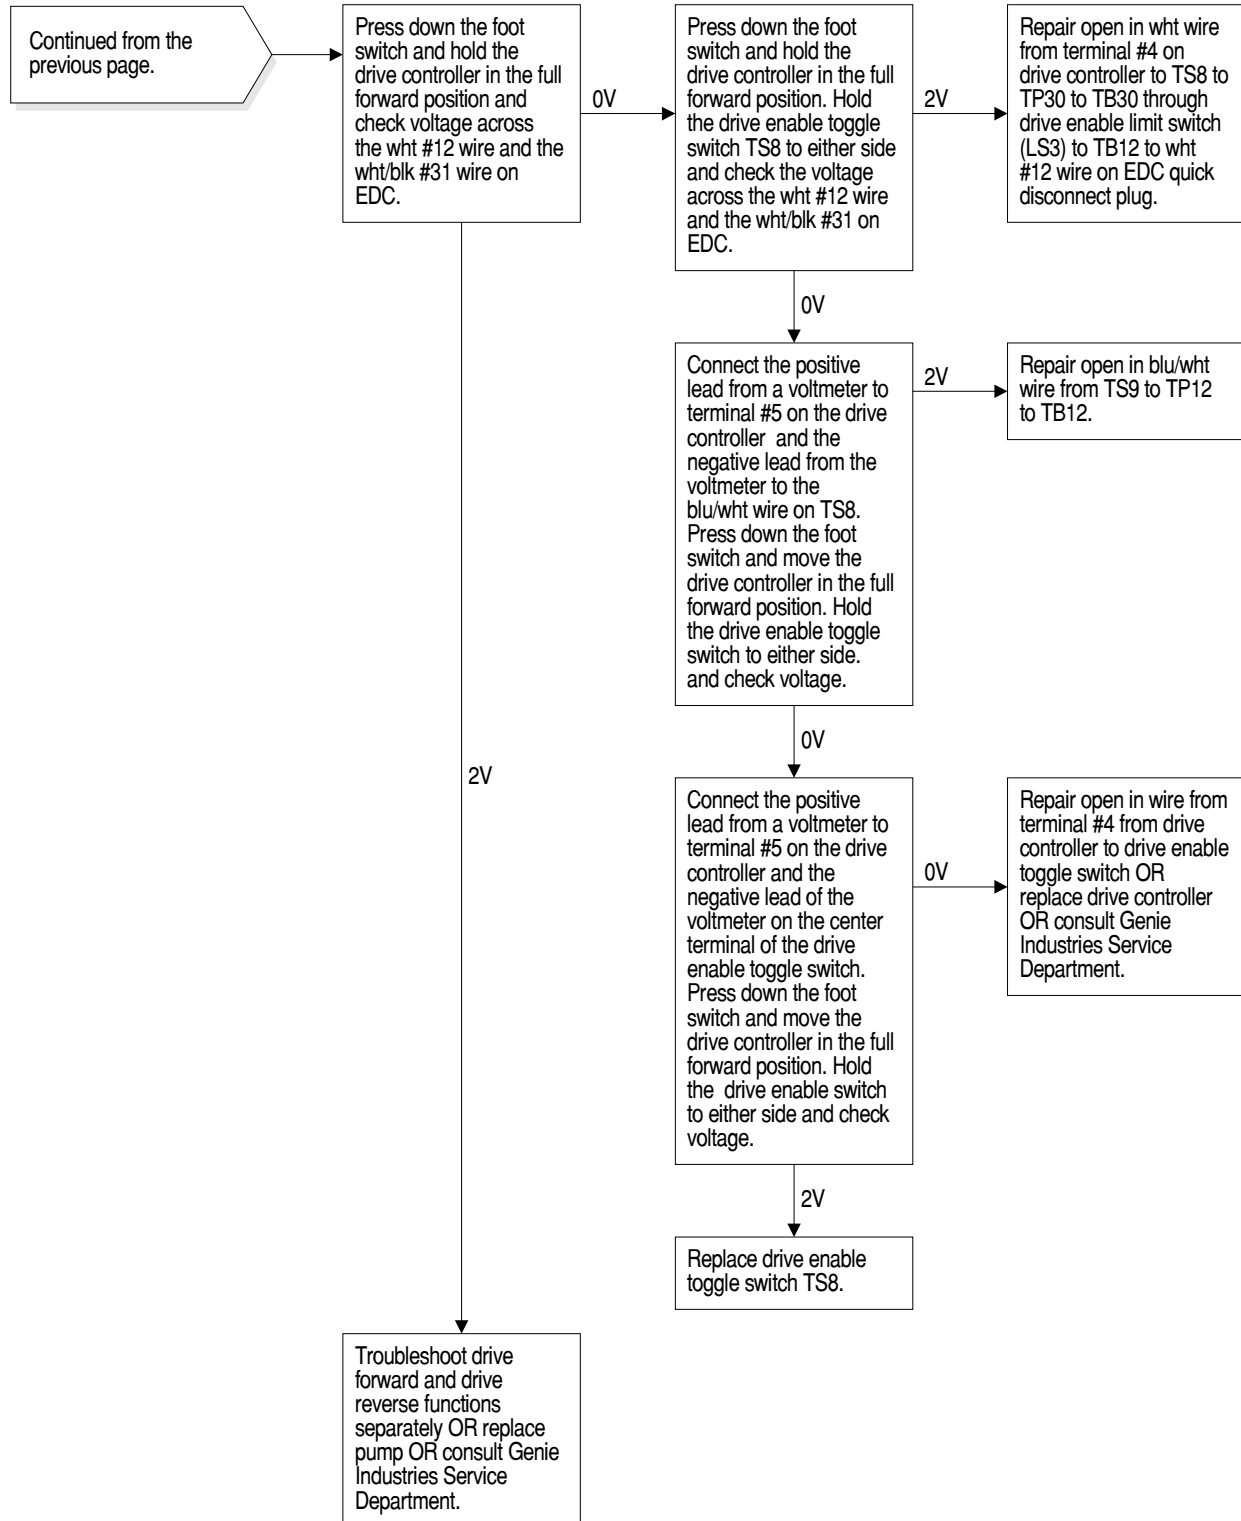 Continued from the
previous page.
Press down the foot
switch and hold the
drive controller in the full
forward position and
check voltage across
the wht #12 wire and the
wht/blk #31 wire on
EDC.
0V
Press down the foot
switch and hold the
drive controller in the full
forward position. Hold
the drive enable toggle
switch TS8 to either side
and check the voltage
across the wht #12 wire
and the wht/blk #31 on
EDC.
2V
Repair open in wht wire
from terminal #4 on
drive controller to TS8 to
TP30 to TB30 through
drive enable limit switch
(LS3) to TB12 to wht
#12 wire on EDC quick
disconnect plug.
0V
Connect the positive
lead from a voltmeter to
terminal #5 on the drive
controller and the
negative lead from the
voltmeter to the
blu/wht wire on TS8.
Press down the foot
switch and move the
drive controller in the full
forward position. Hold
the drive enable toggle
switch to either side.
and check voltage.
2V
Repair open in blu/wht
wire from TS9 to TP12
to TB12.
0V
2V
Connect the positive
lead from a voltmeter to
terminal #5 on the drive
controller and the
negative lead of the
voltmeter on the center
terminal of the drive
enable toggle switch.
Press down the foot
switch and move the
drive controller in the full
forward position. Hold
the drive enable switch
to either side and check
voltage.
0V
Repair open in wire from
terminal #4 from drive
controller to drive enable
toggle switch OR
replace drive controller
OR consult Genie
Industries Service
Department.
2V
Replace drive enable
toggle switch TS8.
Troubleshoot drive
forward and drive
reverse functions
separately OR replace
pump OR consult Genie
Industries Service
Department.